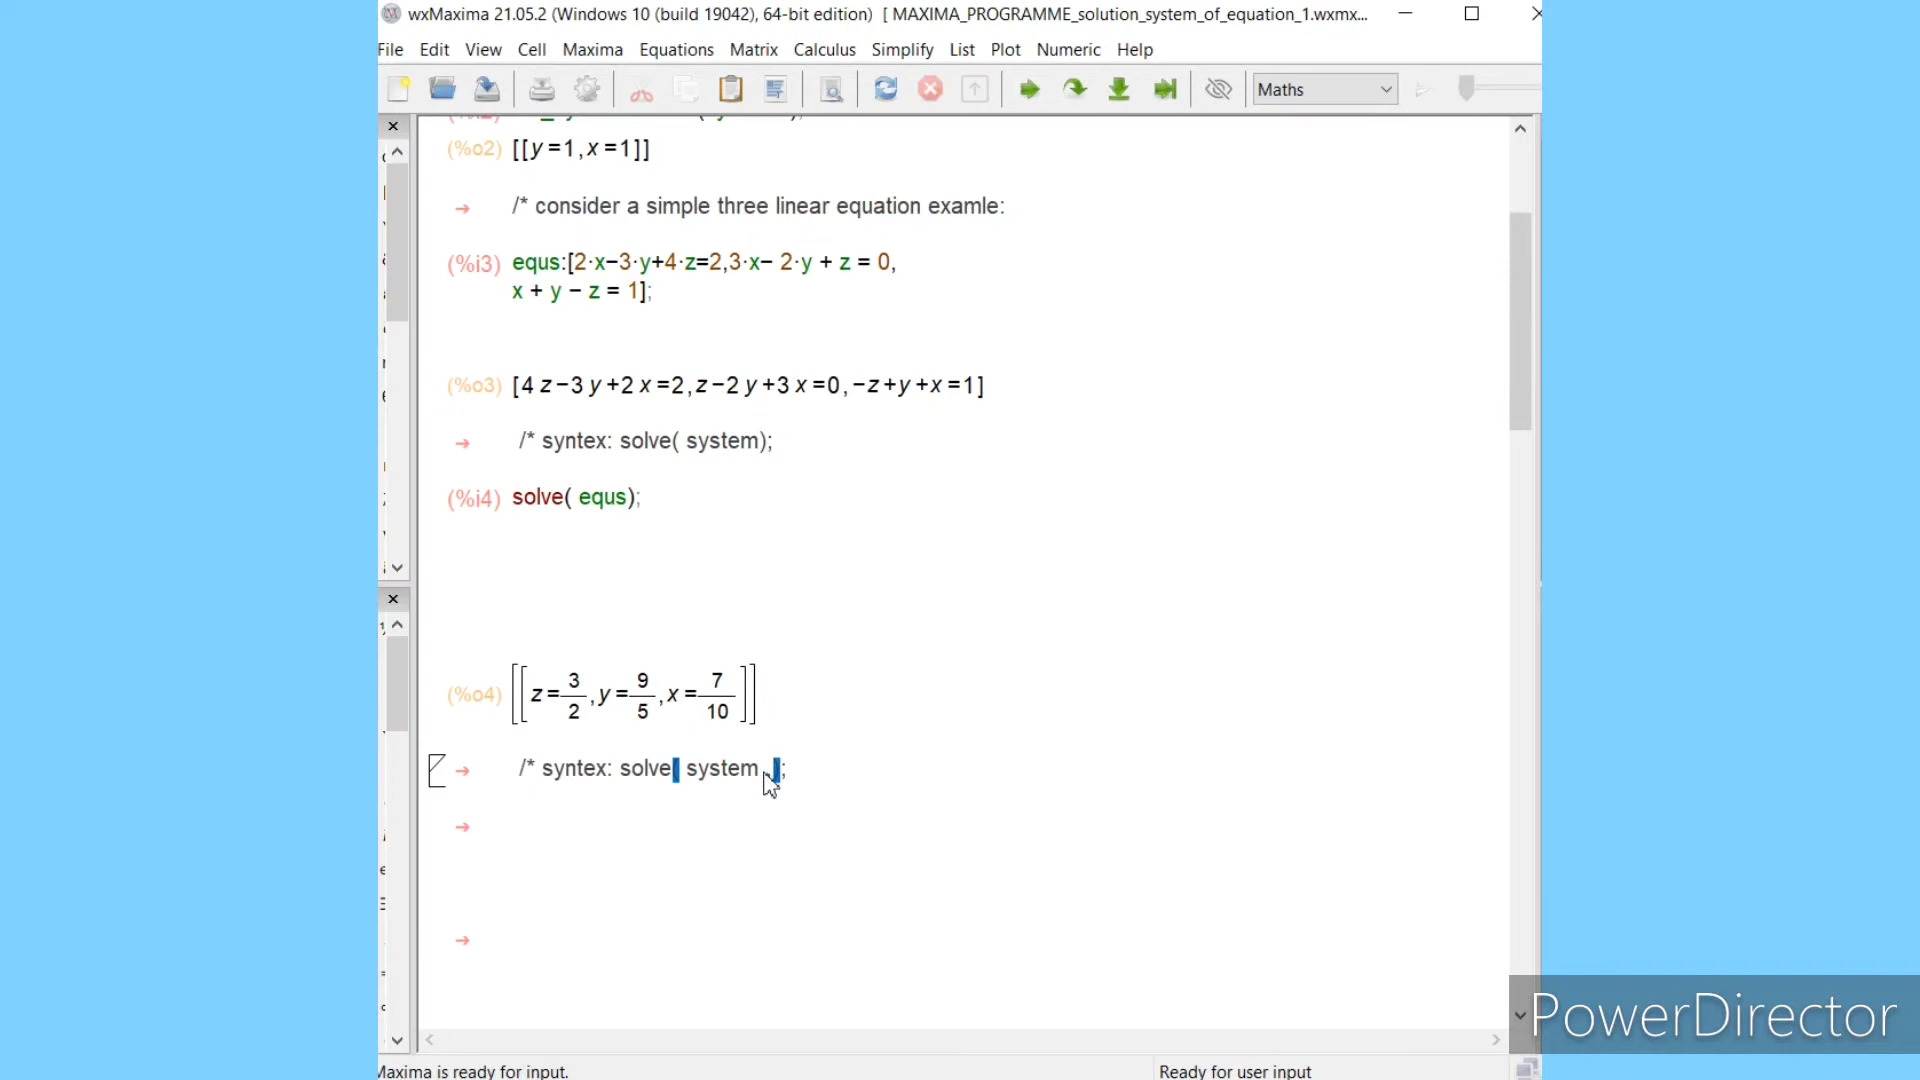 wxMaxima 21.05.2 (Windows 10 (build 19042), 64-bit edition) [ MAXIMA_PROGRAMME_solution_system_of_equation_1.wxmx...
File Edit View Cell Maxima Equations Matrix Calculus Simplify List Plot Numeric Help
Maths
(%o2) [[y=1,x=1]]
→ /* consider a simple three linear equation examle:
(%i3) equs:[2·x−3·y+4·z=2,3·x− 2·y + z = 0,
x + y − z = 1];
(%o3) [4 z−3 y+2 x=2,z−2 y+3 x=0,−z+y+x=1]
→ /* syntex: solve( system);
(%i4) solve( equs);
(%o4) [[z=3/2,y=9/5,x=7/10]]
→ /* syntex: solve( system , );
→
→
PowerDirector
Maxima is ready for input. Ready for user input